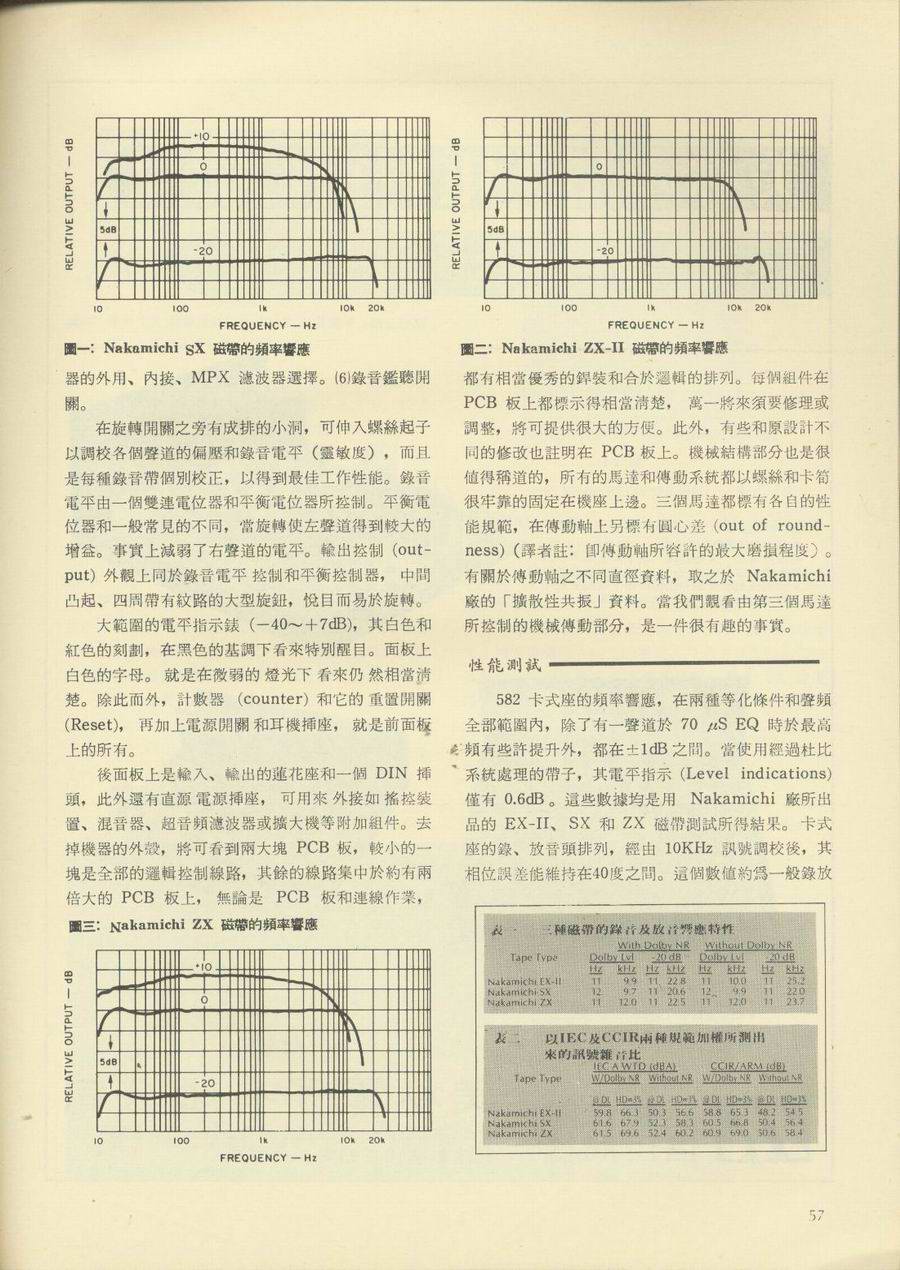 RELATIVE OUTPUT — dB
+10
0
5dB
-20
10 100 1k 10k 20k
FREQUENCY — Hz
圖一: Nakamichi SX 磁帶的頻率響應
器的外用、內接、MPX 濾波器選擇。(6)錄音鑑聽開
關。
在旋轉開關之旁有成排的小洞，可伸入螺絲起子
以調校各個聲道的偏壓和錄音電平（靈敏度），而且
是每種錄音帶個別校正，以得到最佳工作性能。錄音
電平由一個雙連電位器和平衡電位器所控制。平衡電
位器和一般常見的不同，當旋轉使左聲道得到較大的
增益。事實上減弱了右聲道的電平。輸出控制 (out-
put) 外觀上同於錄音電平 控制和平衡控制器， 中間
凸起、四周帶有紋路的大型旋鈕，悅目而易於旋轉。
大範圍的電平指示錶 (－40～＋7dB)，其白色和
紅色的刻劃，在黑色的基調下看來特別醒目。面板上
白色的字母。 就是在微弱的 燈光下 看來仍 然相當清
楚。除此而外，計數器 (counter) 和它的 重置開關
(Reset)， 再加上電源開關 和耳機挿座， 就是前面板
上的所有。
後面板上是輸入、輸出的蓮花座和一個 DIN 挿
頭，此外還有直源 電源挿座， 可用來 外接如 搖控裝
置、混音器、超音頻濾波器或擴大機等附加組件。去
掉機器的外殼，將可看到兩大塊 PCB 板，較小的一
塊是全部的邏輯控制線路，其餘的線路集中於約有兩
倍大的 PCB 板上， 無論是 PCB 板和連線作業，
圖三: Nakamichi ZX 磁帶的頻率響應
RELATIVE OUTPUT — dB
+10
0
5dB
-20
10 100 1k 10k 20k
FREQUENCY — Hz
RELATIVE OUTPUT — dB
0
5dB
-20
10 100 1k 10k 20k
FREQUENCY — Hz
圖二: Nakamichi ZX-II 磁帶的頻率響應
都有相當優秀的銲裝和合於邏輯的排列。每個組件在
PCB 板上都標示得相當清楚， 萬一將來須要修理或
調整，將可提供很大的方便。此外，有些和原設計不
同的修改也註明在 PCB 板上。機械結構部分也是很
値得稱道的，所有的馬達和傳動系統都以螺絲和卡筍
很牢靠的固定在機座上邊。三個馬達都標有各自的性
能規範，在傳動軸上另標有圓心差 (out of round-
ness)（譯者註：即傳動軸所容許的最大磨損程度）。
有關於傳動軸之不同直徑資料，取之於 Nakamichi
廠的「擴散性共振」資料。當我們觀看由第三個馬達
所控制的機械傳動部分，是一件很有趣的事實。
性能測試
582 卡式座的頻率響應，在兩種等化條件和聲頻
全部範圍內，除了有一聲道於 70 μS EQ 時於最高
頻有些許提升外，都在±1dB 之間。當使用經過杜比
系統處理的帶子，其電平指示 (Level indications)
僅有 0.6dB。這些數據均是用 Nakamichi 廠所出
品的 EX-II、 SX 和 ZX 磁帶測試所得結果。 卡式
座的錄、放音頭排列，經由 10KHz 訊號調校後，其
相位誤差能維持在40度之間。這個數値約爲一般錄放
表一 三種磁帶的錄音及放音響應特性
With Dolby NR Without Dolby NR
Tape Type Dolby Lvl -20 dB Dolby Lvl -20 dB
Hz kHz Hz kHz Hz kHz Hz kHz
Nakamichi EX-II 11 9.9 11 22.8 11 10.0 11 25.2
Nakamichi SX 12 9.7 11 20.6 12 9.9 11 22.0
Nakamichi ZX 11 12.0 11 22.5 11 12.0 11 23.7
表二 以IEC及CCIR兩種規範加權所測出
來的訊號雜音比
IEC A WTD (dBA) CCIR/ARM (dB)
Tape Type W/Dolby NR Without NR W/Dolby NR Without NR
@ DL HD=3% @ DL HD=3% @ DL HD=3% @ DL HD=3%
Nakamichi EX-II 59.8 66.3 50.3 56.6 58.8 65.3 48.2 54.5
Nakamichi SX 61.6 67.9 52.3 58.3 60.5 66.8 50.4 56.4
Nakamichi ZX 61.5 69.6 52.4 60.2 60.9 69.0 50.6 58.4
57